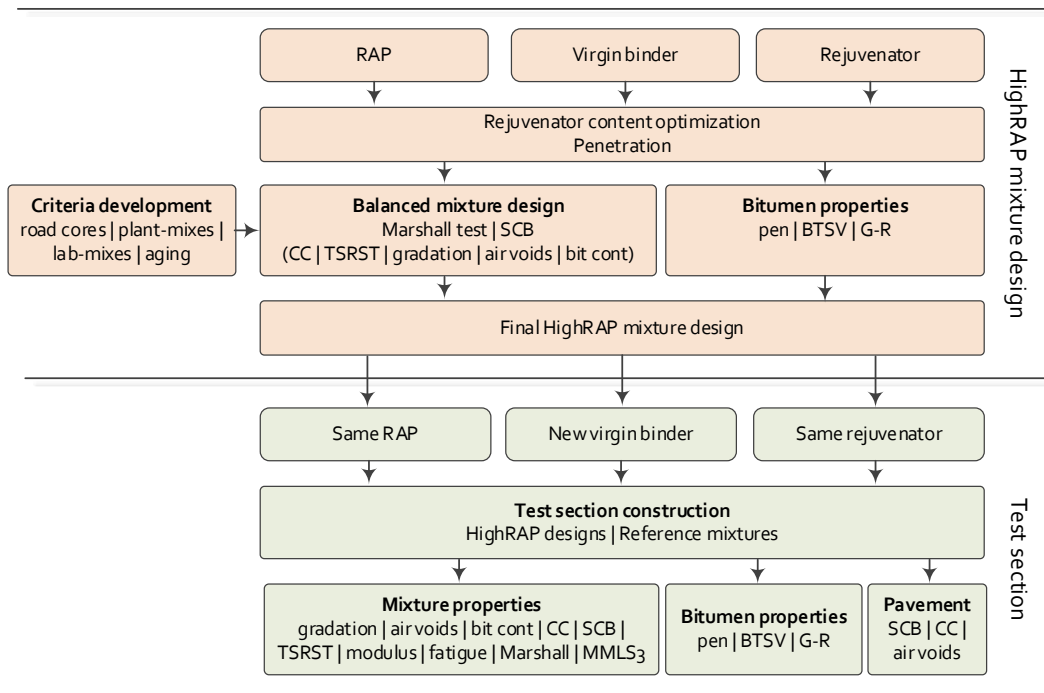 RAP
Virgin binder
Rejuvenator
Rejuvenator content optimization
Penetration
Criteria development
road cores | plant-mixes |
lab-mixes | aging
Balanced mixture design
Marshall test | SCB
(CC | TSRST | gradation | air voids | bit cont)
Bitumen properties
pen | BTSV | G-R
Final HighRAP mixture design
HighRAP mixture design
Same RAP
New virgin binder
Same rejuvenator
Test section construction
HighRAP designs | Reference mixtures
Mixture properties
gradation | air voids | bit cont | CC | SCB |
TSRST | modulus | fatigue | Marshall | MMLS3
Bitumen properties
pen | BTSV | G-R
Pavement
SCB | CC |
air voids
Test section